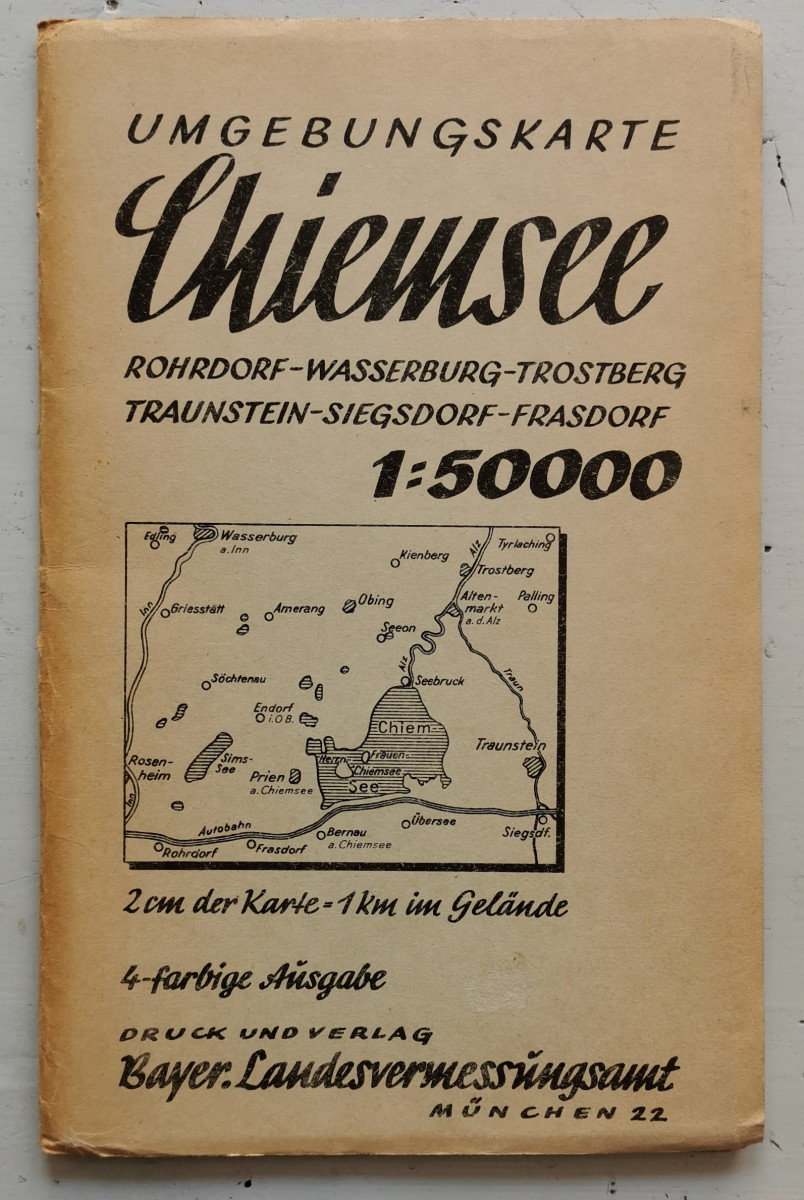 UMGEBUNGSKARTE
Chiemsee
ROHRDORF-WASSERBURG-TROSTBERG
TRAUNSTEIN-SIEGSDORF-FRASDORF
1:50000
Edling
Wasserburg
a. Inn
Kienberg
Alz
Tyrlaching
Trostberg
Inn
Griesstätt
Amerang
Obing
Alten-
markt
a. d. Alz
Palling
Seeon
Alz
Söchtenau
Seebruck
Traun
Endorf
i. O B.
Chiem-
Rosen-
heim
Sims-
See
Prien
a. Chiemsee
Herrn-
Frauen-
Chiemsee
See
Traunstein
Inn
Autobahn
Rohrdorf
Frasdorf
Bernau
a. Chiemsee
Übersee
Siegsdf.
2 cm der Karte = 1 km im Gelände
4-farbige Ausgabe
DRUCK UND VERLAG
Bayer. Landesvermessungsamt
MÜNCHEN 22